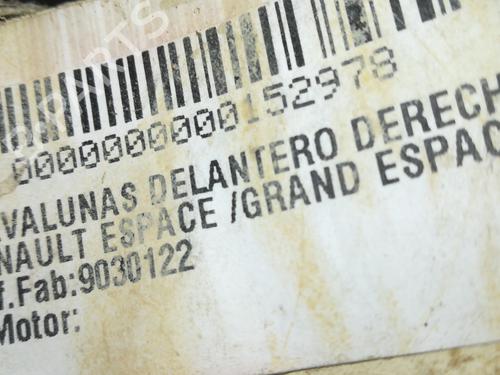 0000000000152978
VALUNAS DELANTERO DERECH
NAULT ESPACE /GRAND ESPAC
f.Fab:9030122
Motor: